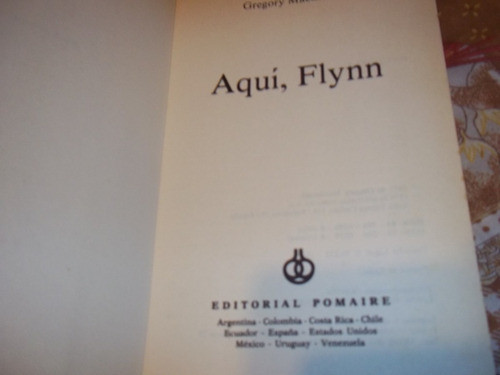 Gregory
Aquí, Flynn
EDITORIAL POMAIRE
Argentina - Colombia - Costa Rica - Chile
Ecuador - España - Estados Unidos
México - Uruguay - Venezuela